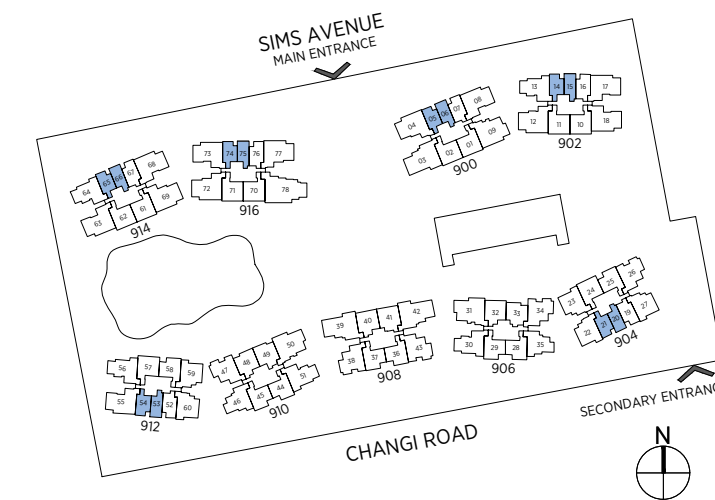 SIMS AVENUE
MAIN ENTRANCE
04 05 06 07 08
03 02 01 09
900
13 14 15 16 17
12 11 10 18
902
64 65 66 67 68
63 62 61 69
914
73 74 75 76 77
72 71 70 78
916
23 24 25 26
22 21 20 19 27
904
31 32 33 34
30 29 28 35
906
39 40 41 42
38 37 36 43
908
47 48 49 50
46 45 44 51
910
56 57 58 59
55 54 53 52 60
912
SECONDARY ENTRANC
CHANGI ROAD
N